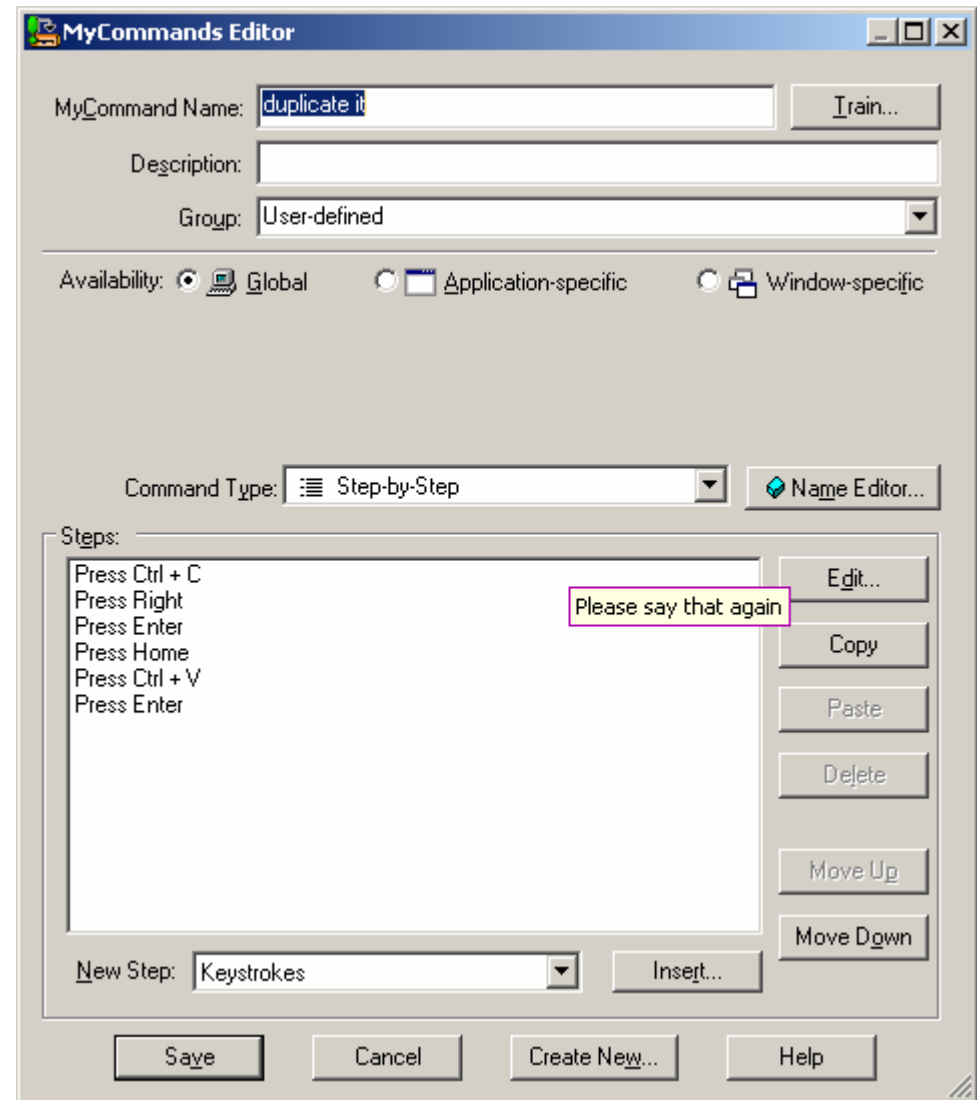 MyCommands Editor
MyCommand Name: duplicate it Train...
Description:
Group: User-defined
Availability: Global Application-specific Window-specific
Command Type: Step-by-Step Name Editor...
Steps:
Press Ctrl + C
Press Right
Press Enter
Press Home
Press Ctrl + V
Press Enter
Please say that again
Edit...
Copy
Paste
Delete
Move Up
Move Down
New Step: Keystrokes Insert...
Save Cancel Create New... Help